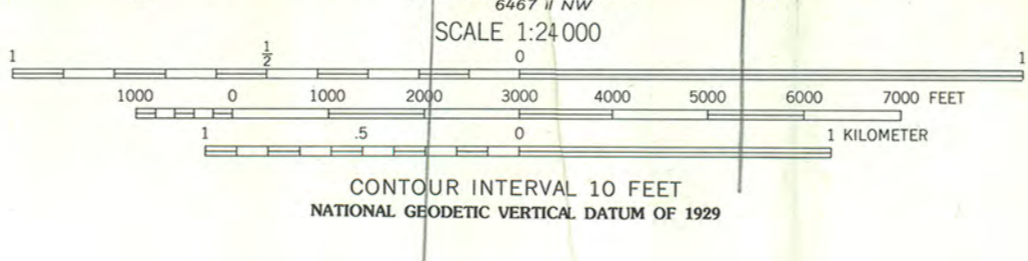 6467 II NW
SCALE 1:24 000
1 1/2 0 1
1000 0 1000 2000 3000 4000 5000 6000 7000 FEET
1 .5 0 1 KILOMETER
CONTOUR INTERVAL 10 FEET
NATIONAL GEODETIC VERTICAL DATUM OF 1929